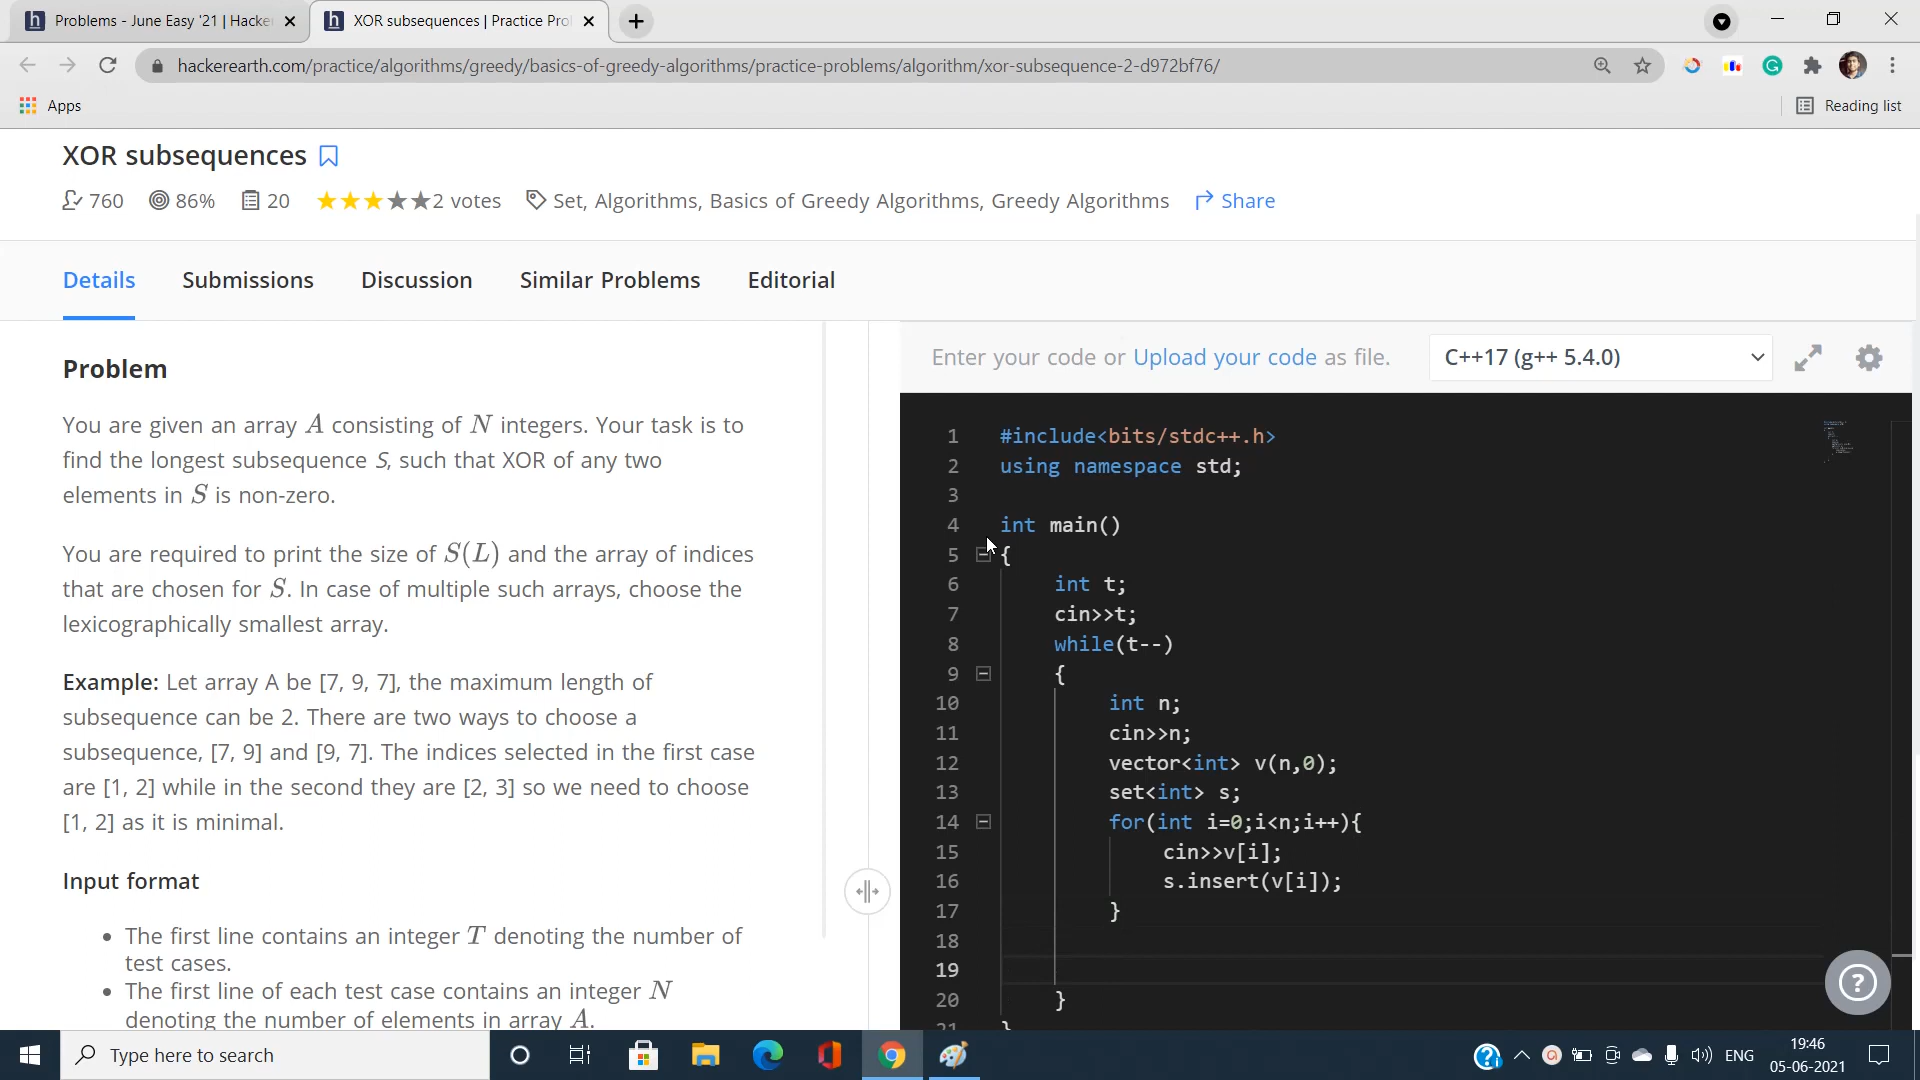 Problems - June Easy '21 | Hacke
XOR subsequences | Practice Pro
hackerearth.com/practice/algorithms/greedy/basics-of-greedy-algorithms/practice-problems/algorithm/xor-subsequence-2-d972bf76/
Apps
Reading list
XOR subsequences
760 86% 20 ★★★★★2 votes Set, Algorithms, Basics of Greedy Algorithms, Greedy Algorithms Share
Details Submissions Discussion Similar Problems Editorial
Problem
You are given an array A consisting of N integers. Your task is to
find the longest subsequence S, such that XOR of any two
elements in S is non-zero.
You are required to print the size of S(L) and the array of indices
that are chosen for S. In case of multiple such arrays, choose the
lexicographically smallest array.
Example: Let array A be [7, 9, 7], the maximum length of
subsequence can be 2. There are two ways to choose a
subsequence, [7, 9] and [9, 7]. The indices selected in the first case
are [1, 2] while in the second they are [2, 3] so we need to choose
[1, 2] as it is minimal.
Input format
• The first line contains an integer T denoting the number of
test cases.
• The first line of each test case contains an integer N
denoting the number of elements in array A.
Enter your code or Upload your code as file.
C++17 (g++ 5.4.0)
1 #include<bits/stdc++.h>
2 using namespace std;
3
4 int main()
5 {
6 int t;
7 cin>>t;
8 while(t--)
9 {
10 int n;
11 cin>>n;
12 vector<int> v(n,0);
13 set<int> s;
14 for(int i=0;i<n;i++){
15 cin>>v[i];
16 s.insert(v[i]);
17 }
18
19
20 }
21 }
?
Type here to search
ENG
19:46
05-06-2021